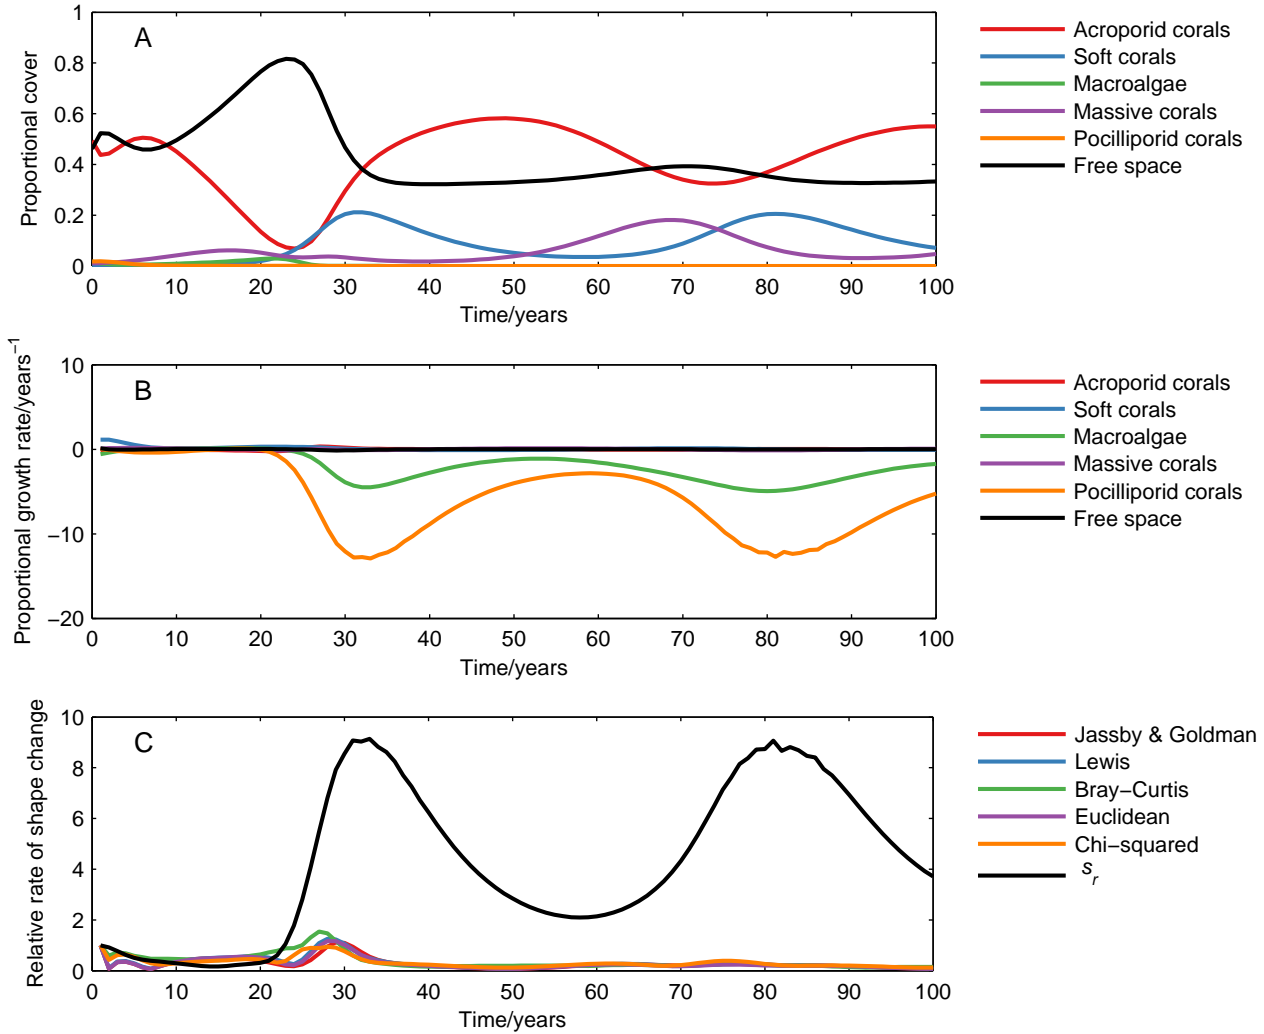 A
Proportional cover
1
0.8
0.6
0.4
0.2
0
0 10 20 30 40 50 60 70 80 90 100
Time/years
Acroporid corals
Soft corals
Macroalgae
Massive corals
Pocilliporid corals
Free space
B
Proportional growth rate/years⁻¹
10
0
−10
−20
0 10 20 30 40 50 60 70 80 90 100
Time/years
Acroporid corals
Soft corals
Macroalgae
Massive corals
Pocilliporid corals
Free space
C
Relative rate of shape change
10
8
6
4
2
0
0 10 20 30 40 50 60 70 80 90 100
Time/years
Jassby & Goldman
Lewis
Bray−Curtis
Euclidean
Chi−squared
sᵣ